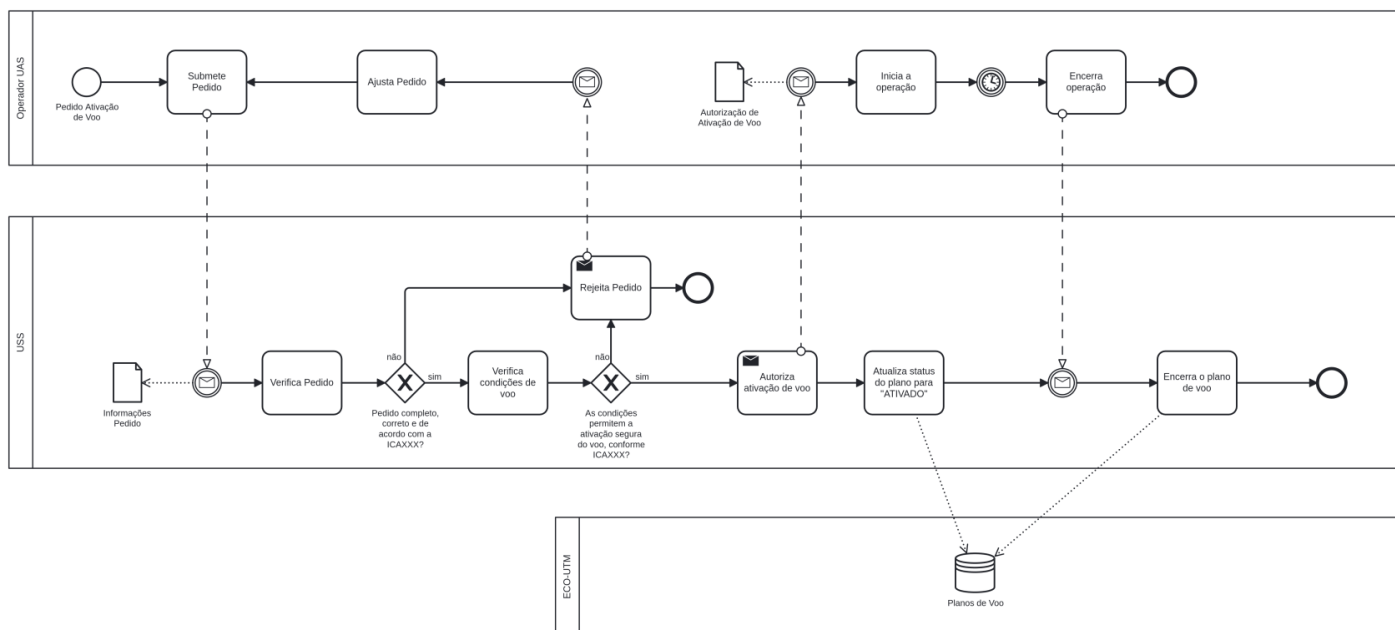 Operador UAS
Pedido Ativação
de Voo
Submete
Pedido
Ajusta Pedido
Autorização de
Ativação de Voo
Inicia a
operação
Encerra
operação
USS
Informações
Pedido
Verifica Pedido
não
sim
Pedido completo,
correto e de
acordo com a
ICAXXX?
Verifica
condições de
voo
Rejeita Pedido
não
sim
As condições
permitem a
ativação segura
do voo, conforme
ICAXXX?
Autoriza
ativação de voo
Atualiza status
do plano para
"ATIVADO"
Encerra o plano
de voo
ECO-UTM
Planos de Voo